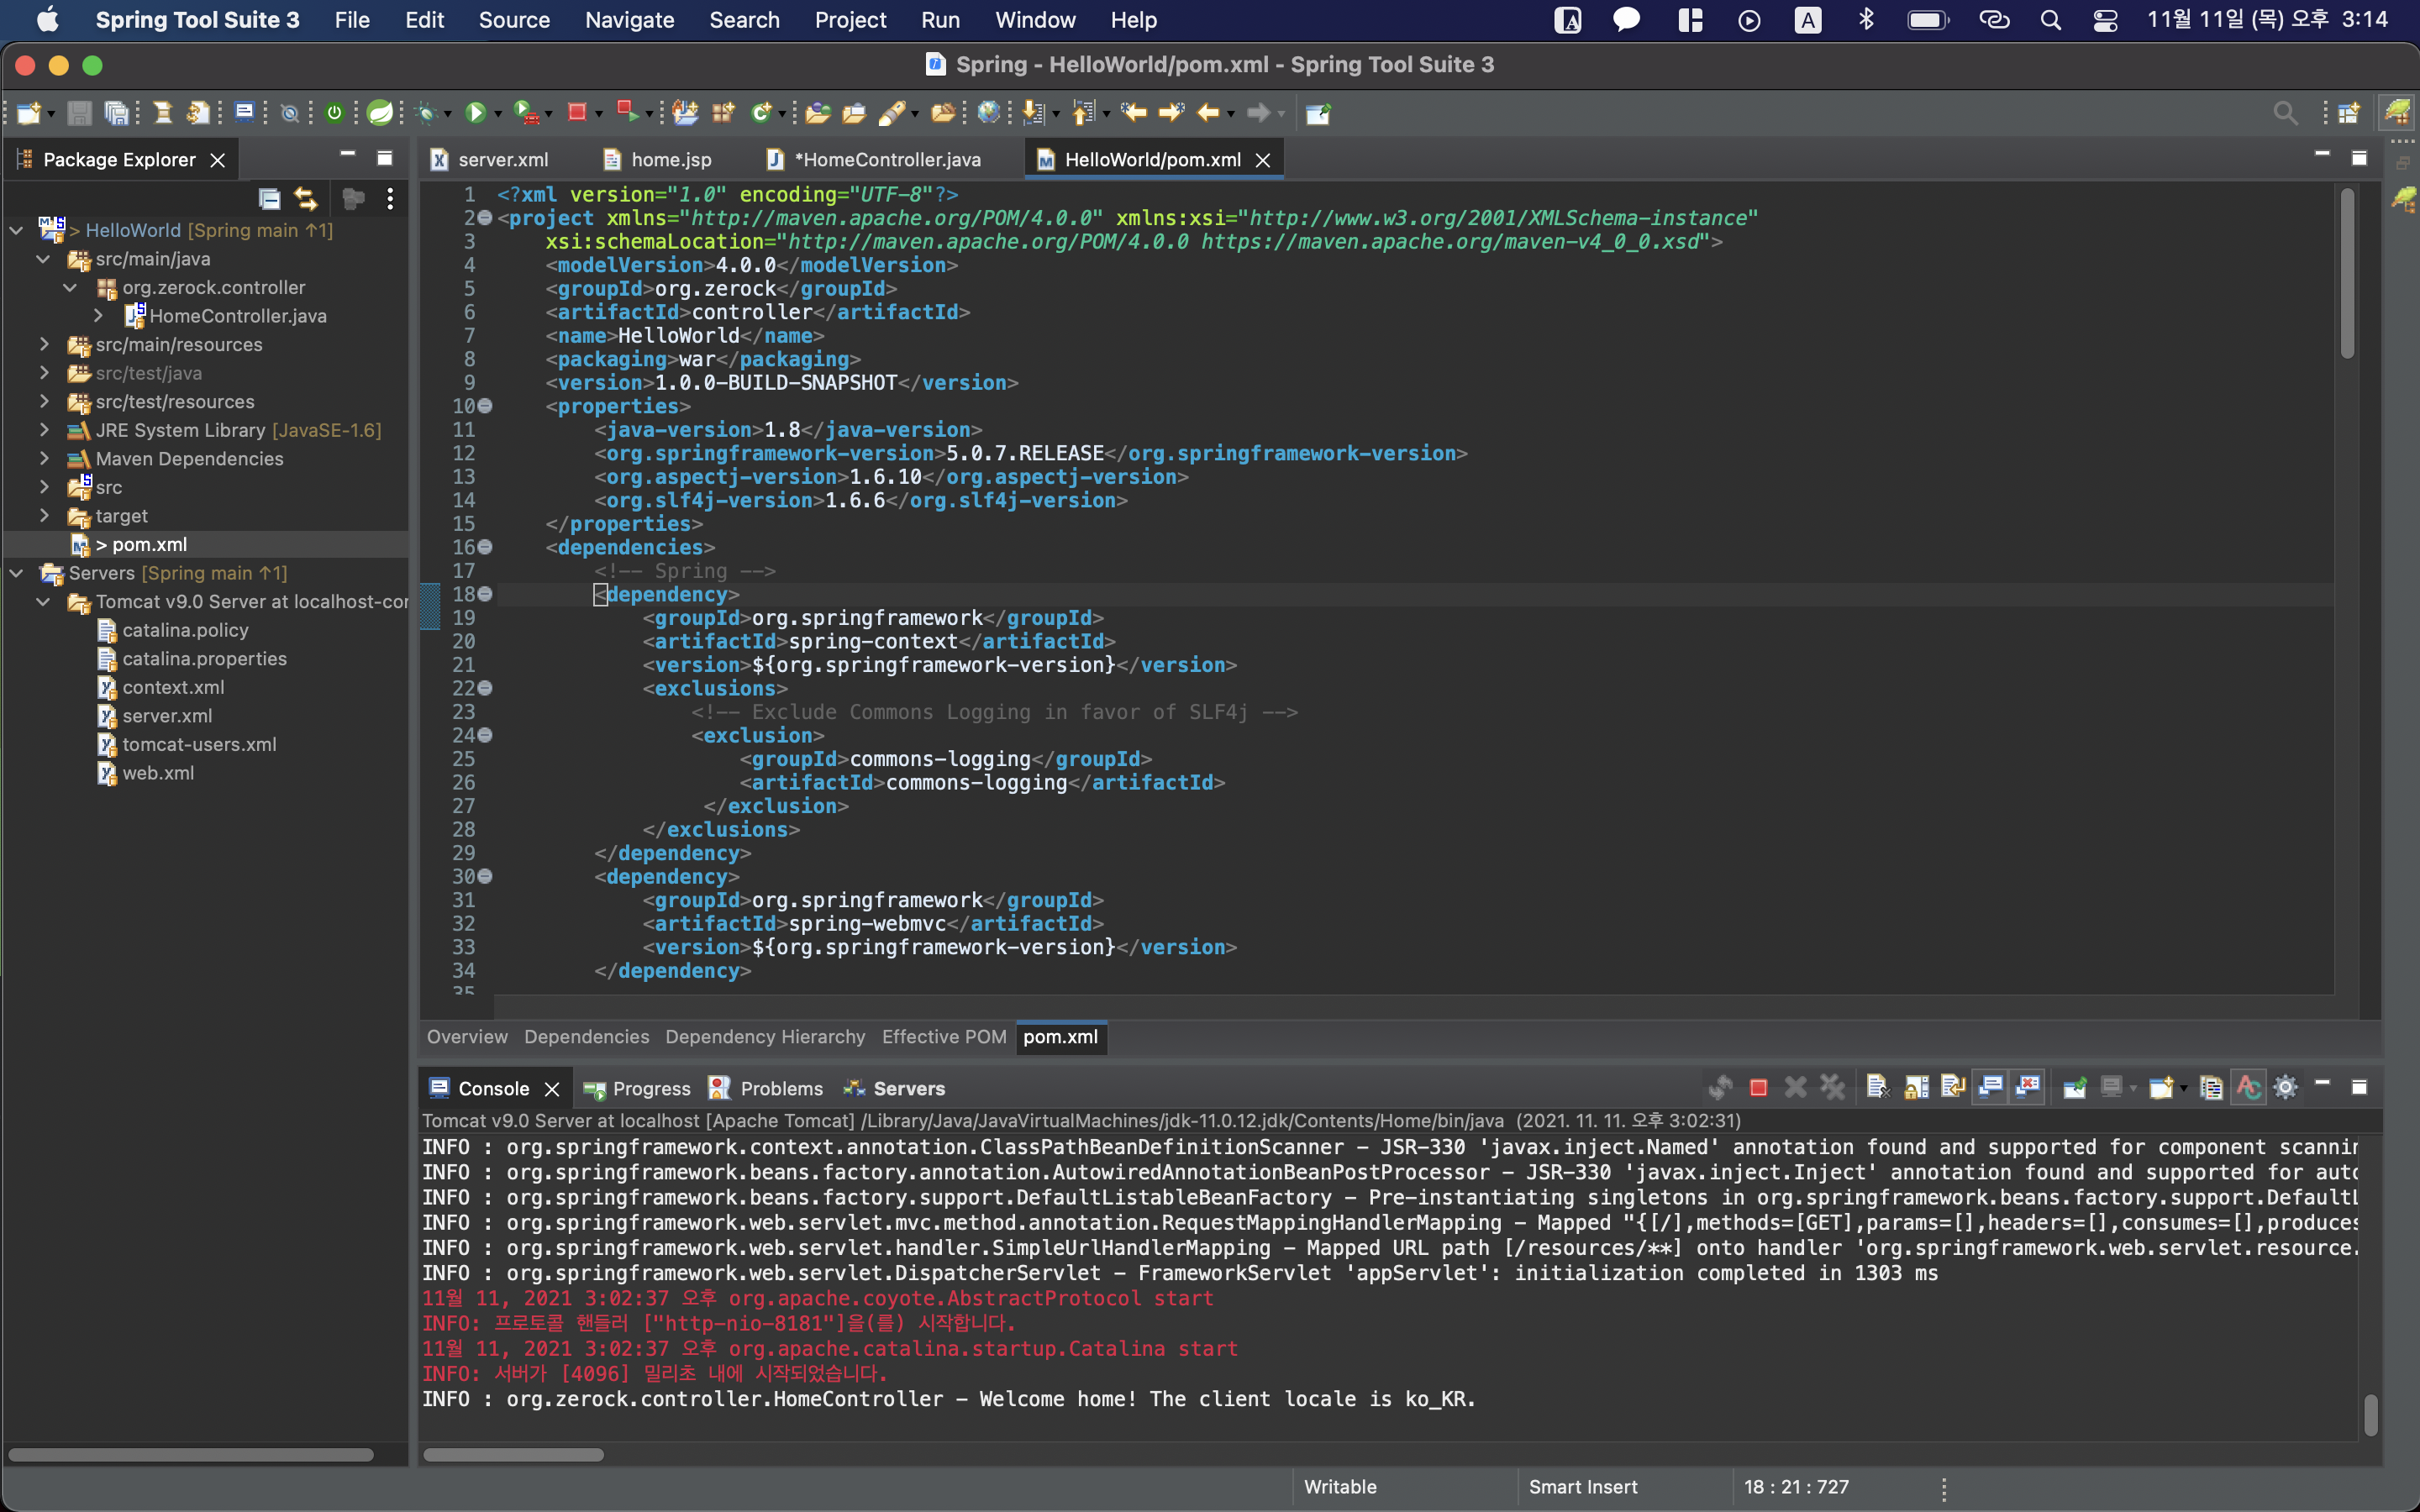 Spring Tool Suite 3 File Edit Source Navigate Search Project Run Window Help A 11월 11일 (목) 오후 3:14
Spring - HelloWorld/pom.xml - Spring Tool Suite 3
Package Explorer
> HelloWorld [Spring main ↑1]
src/main/java
org.zerock.controller
HomeController.java
src/main/resources
src/test/java
src/test/resources
JRE System Library [JavaSE-1.6]
Maven Dependencies
src
target
> pom.xml
Servers [Spring main ↑1]
Tomcat v9.0 Server at localhost-cor
catalina.policy
catalina.properties
context.xml
server.xml
tomcat-users.xml
web.xml
server.xml home.jsp *HomeController.java HelloWorld/pom.xml
1 <?xml version="1.0" encoding="UTF-8"?>
2 <project xmlns="http://maven.apache.org/POM/4.0.0" xmlns:xsi="http://www.w3.org/2001/XMLSchema-instance"
3 xsi:schemaLocation="http://maven.apache.org/POM/4.0.0 https://maven.apache.org/maven-v4_0_0.xsd">
4 <modelVersion>4.0.0</modelVersion>
5 <groupId>org.zerock</groupId>
6 <artifactId>controller</artifactId>
7 <name>HelloWorld</name>
8 <packaging>war</packaging>
9 <version>1.0.0-BUILD-SNAPSHOT</version>
10 <properties>
11 <java-version>1.8</java-version>
12 <org.springframework-version>5.0.7.RELEASE</org.springframework-version>
13 <org.aspectj-version>1.6.10</org.aspectj-version>
14 <org.slf4j-version>1.6.6</org.slf4j-version>
15 </properties>
16 <dependencies>
17 <!-- Spring -->
18 <dependency>
19 <groupId>org.springframework</groupId>
20 <artifactId>spring-context</artifactId>
21 <version>${org.springframework-version}</version>
22 <exclusions>
23 <!-- Exclude Commons Logging in favor of SLF4j -->
24 <exclusion>
25 <groupId>commons-logging</groupId>
26 <artifactId>commons-logging</artifactId>
27 </exclusion>
28 </exclusions>
29 </dependency>
30 <dependency>
31 <groupId>org.springframework</groupId>
32 <artifactId>spring-webmvc</artifactId>
33 <version>${org.springframework-version}</version>
34 </dependency>
35
Overview Dependencies Dependency Hierarchy Effective POM pom.xml
Console Progress Problems Servers
Tomcat v9.0 Server at localhost [Apache Tomcat] /Library/Java/JavaVirtualMachines/jdk-11.0.12.jdk/Contents/Home/bin/java (2021. 11. 11. 오후 3:02:31)
INFO : org.springframework.context.annotation.ClassPathBeanDefinitionScanner - JSR-330 'javax.inject.Named' annotation found and supported for component scannin
INFO : org.springframework.beans.factory.annotation.AutowiredAnnotationBeanPostProcessor - JSR-330 'javax.inject.Inject' annotation found and supported for auto
INFO : org.springframework.beans.factory.support.DefaultListableBeanFactory - Pre-instantiating singletons in org.springframework.beans.factory.support.DefaultL
INFO : org.springframework.web.servlet.mvc.method.annotation.RequestMappingHandlerMapping - Mapped "{[/],methods=[GET],params=[],headers=[],consumes=[],produces
INFO : org.springframework.web.servlet.handler.SimpleUrlHandlerMapping - Mapped URL path [/resources/**] onto handler 'org.springframework.web.servlet.resource.
INFO : org.springframework.web.servlet.DispatcherServlet - FrameworkServlet 'appServlet': initialization completed in 1303 ms
11월 11, 2021 3:02:37 오후 org.apache.coyote.AbstractProtocol start
INFO: 프로토콜 핸들러 ["http-nio-8181"]을(를) 시작합니다.
11월 11, 2021 3:02:37 오후 org.apache.catalina.startup.Catalina start
INFO: 서버가 [4096] 밀리초 내에 시작되었습니다.
INFO : org.zerock.controller.HomeController - Welcome home! The client locale is ko_KR.
Writable Smart Insert 18 : 21 : 727